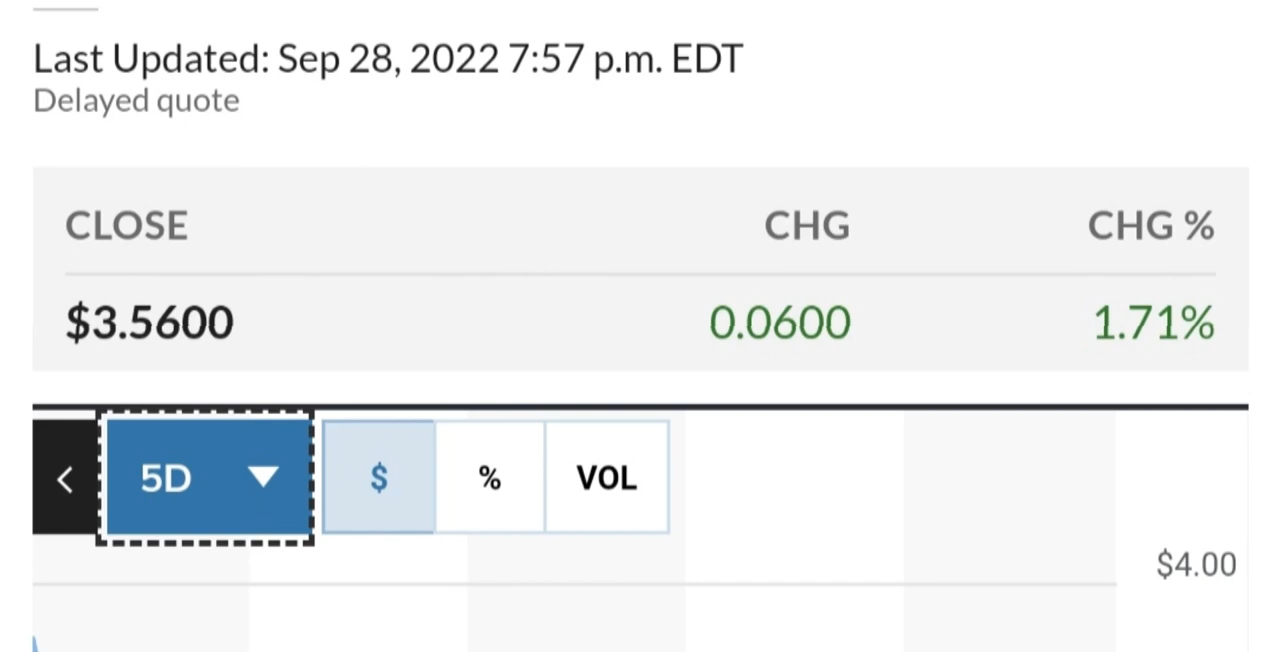 Last Updated: Sep 28, 2022 7:57 p.m. EDT
Delayed quote
CLOSE CHG CHG %
$3.5600 0.0600 1.71%
5D $ % VOL
$4.00